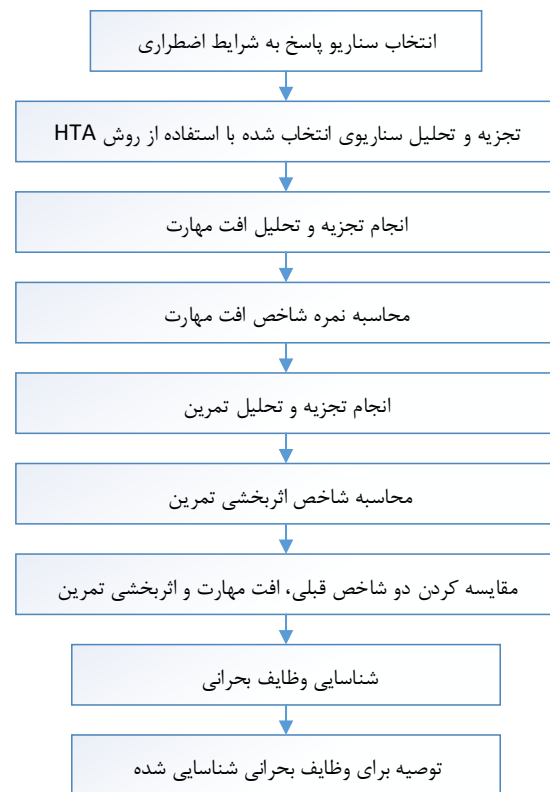 انتخاب سناریو پاسخ به شرایط اضطراری
تجزیه و تحلیل سناریوی انتخاب شده با استفاده از روش HTA
انجام تجزیه و تحلیل افت مهارت
محاسبه نمره شاخص افت مهارت
انجام تجزیه و تحلیل تمرین
محاسبه شاخص اثربخشی تمرین
مقایسه کردن دو شاخص قبلی، افت مهارت و اثربخشی تمرین
شناسایی وظایف بحرانی
توصیه برای وظایف بحرانی شناسایی شده